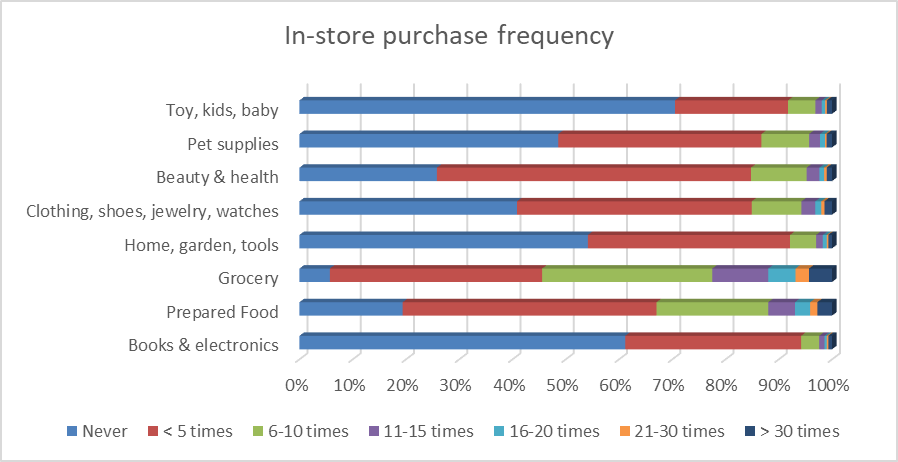 In-store purchase frequency
Toy, kids, baby
Pet supplies
Beauty & health
Clothing, shoes, jewelry, watches
Home, garden, tools
Grocery
Prepared Food
Books & electronics
0% 10% 20% 30% 40% 50% 60% 70% 80% 90% 100%
Never < 5 times 6-10 times 11-15 times 16-20 times 21-30 times > 30 times